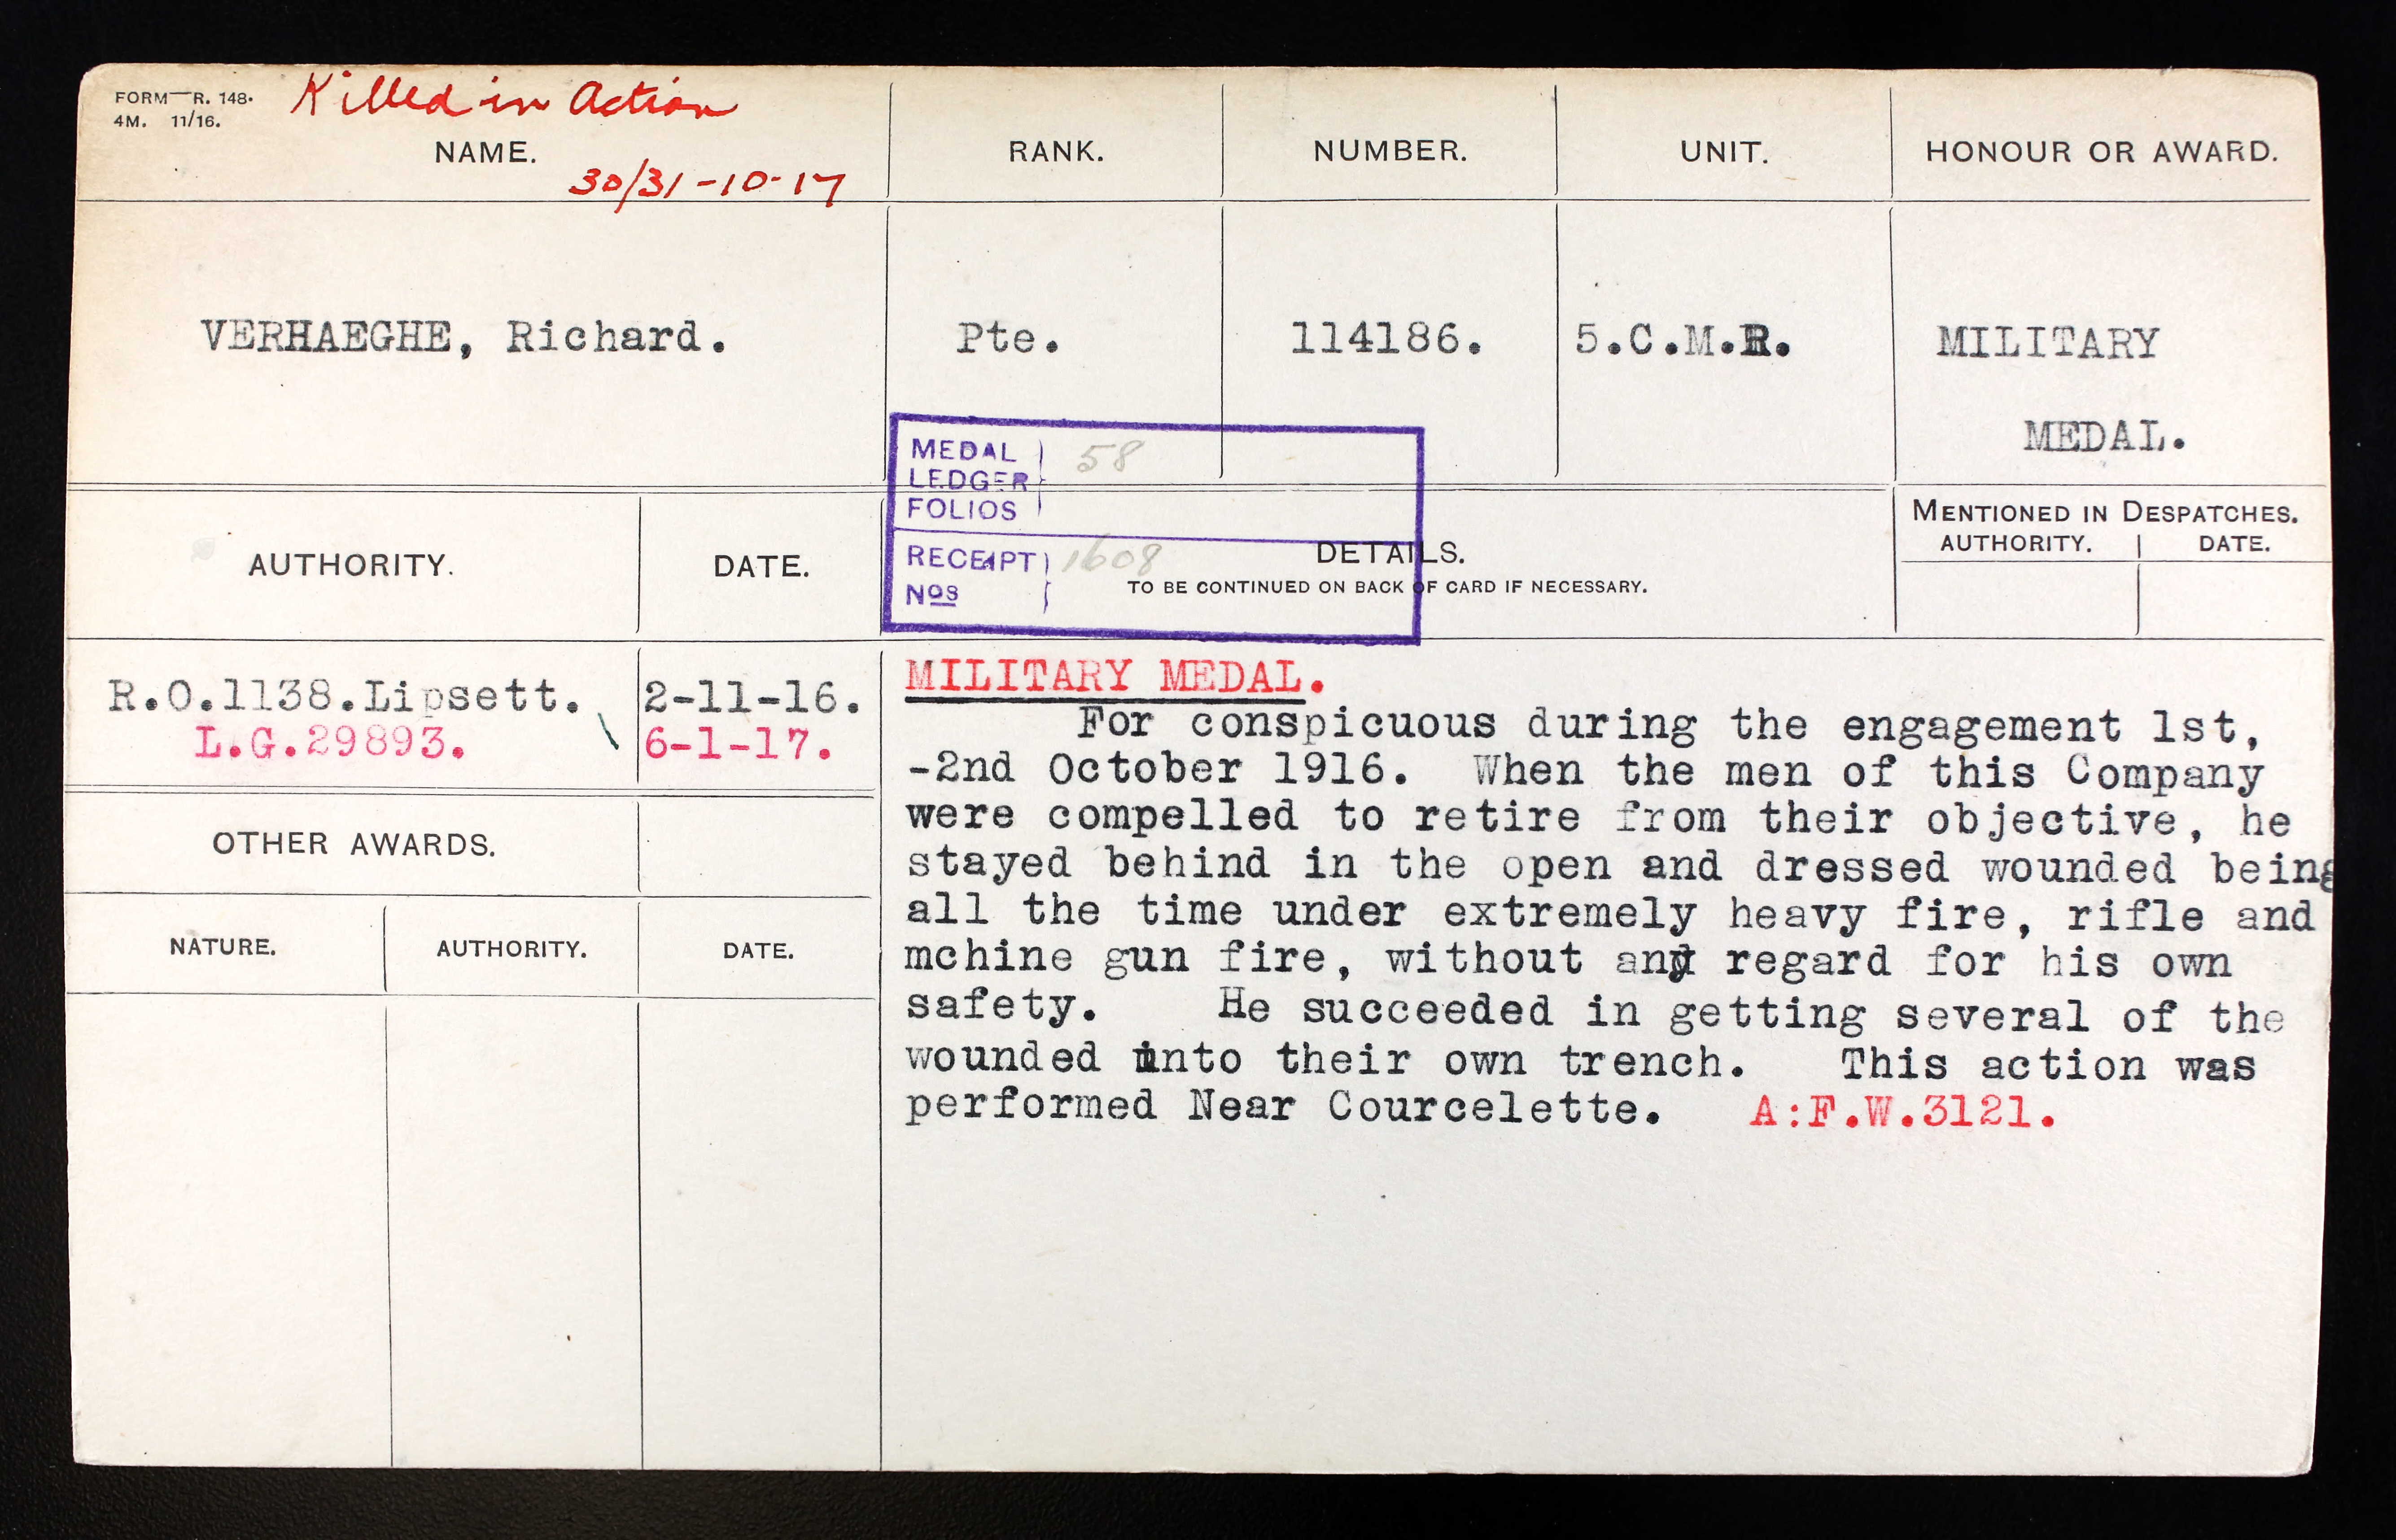 FORM R. 148.
4M. 11/16.
Killed in Action
NAME.
30/31-10-17
RANK.
NUMBER.
UNIT.
HONOUR OR AWARD.
VERHAEGHE, Richard.
Pte.
114186.
5.C.M.R.
MILITARY
MEDAL.
MEDAL
LEDGER
FOLIOS
58
RECEIPT
Nos
1608
AUTHORITY.
DATE.
DETAILS.
TO BE CONTINUED ON BACK OF CARD IF NECESSARY.
MENTIONED IN DESPATCHES.
AUTHORITY.
DATE.
R.O.1138.Lipsett.
2-11-16.
L.G.29893.
6-1-17.
OTHER AWARDS.
NATURE.
AUTHORITY.
DATE.
MILITARY MEDAL.
For conspicuous during the engagement 1st,
-2nd October 1916. When the men of this Company
were compelled to retire from their objective, he
stayed behind in the open and dressed wounded being
all the time under extremely heavy fire, rifle and
mchine gun fire, without any regard for his own
safety. He succeeded in getting several of the
wounded into their own trench. This action was
performed Near Courcelette. A:F.W.3121.